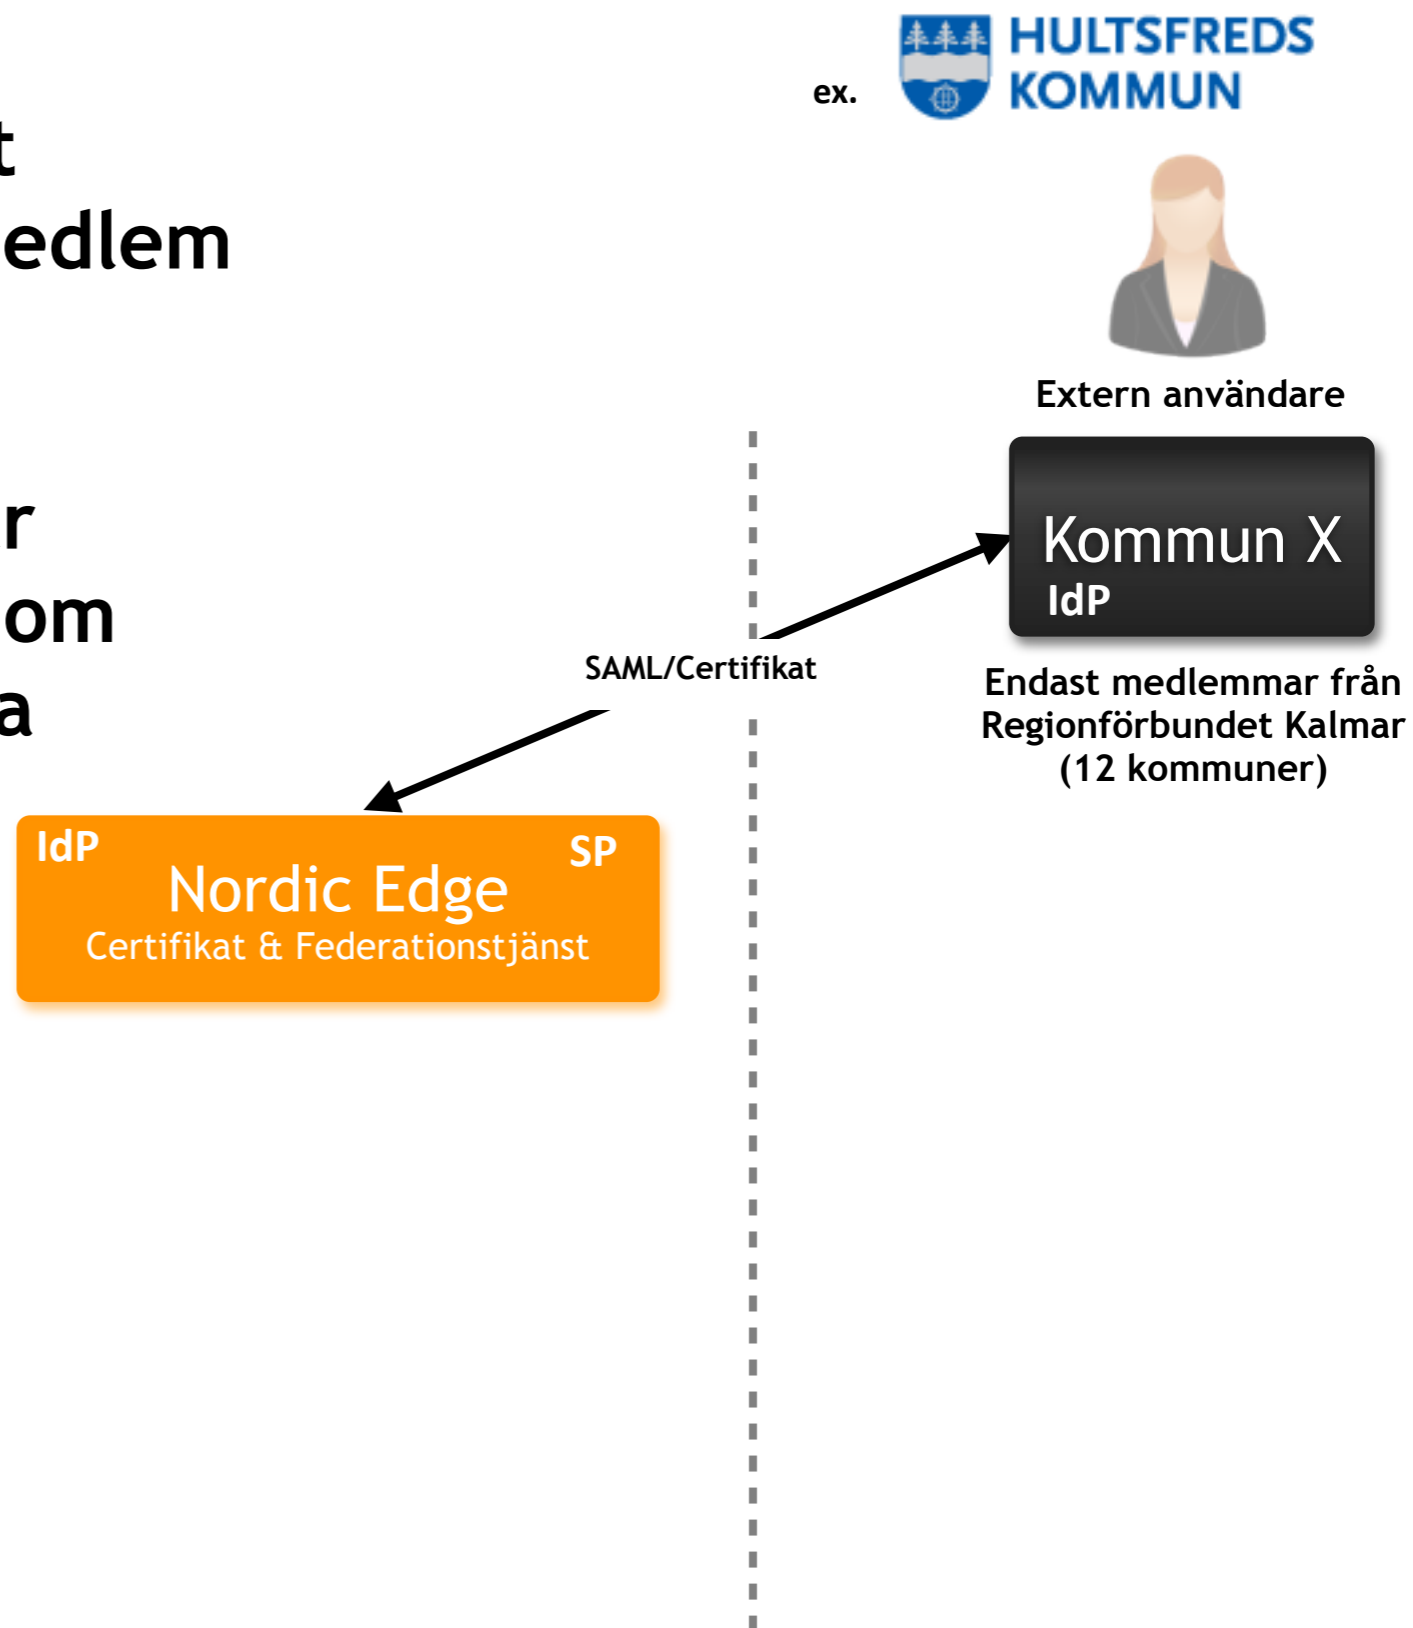 ex.
HULTSFREDS
KOMMUN
t
edlem
Extern användare
r
om
a
Kommun X
IdP
SAML/Certifikat
Endast medlemmar från
Regionförbundet Kalmar
(12 kommuner)
IdP
SP
Nordic Edge
Certifikat & Federationstjänst